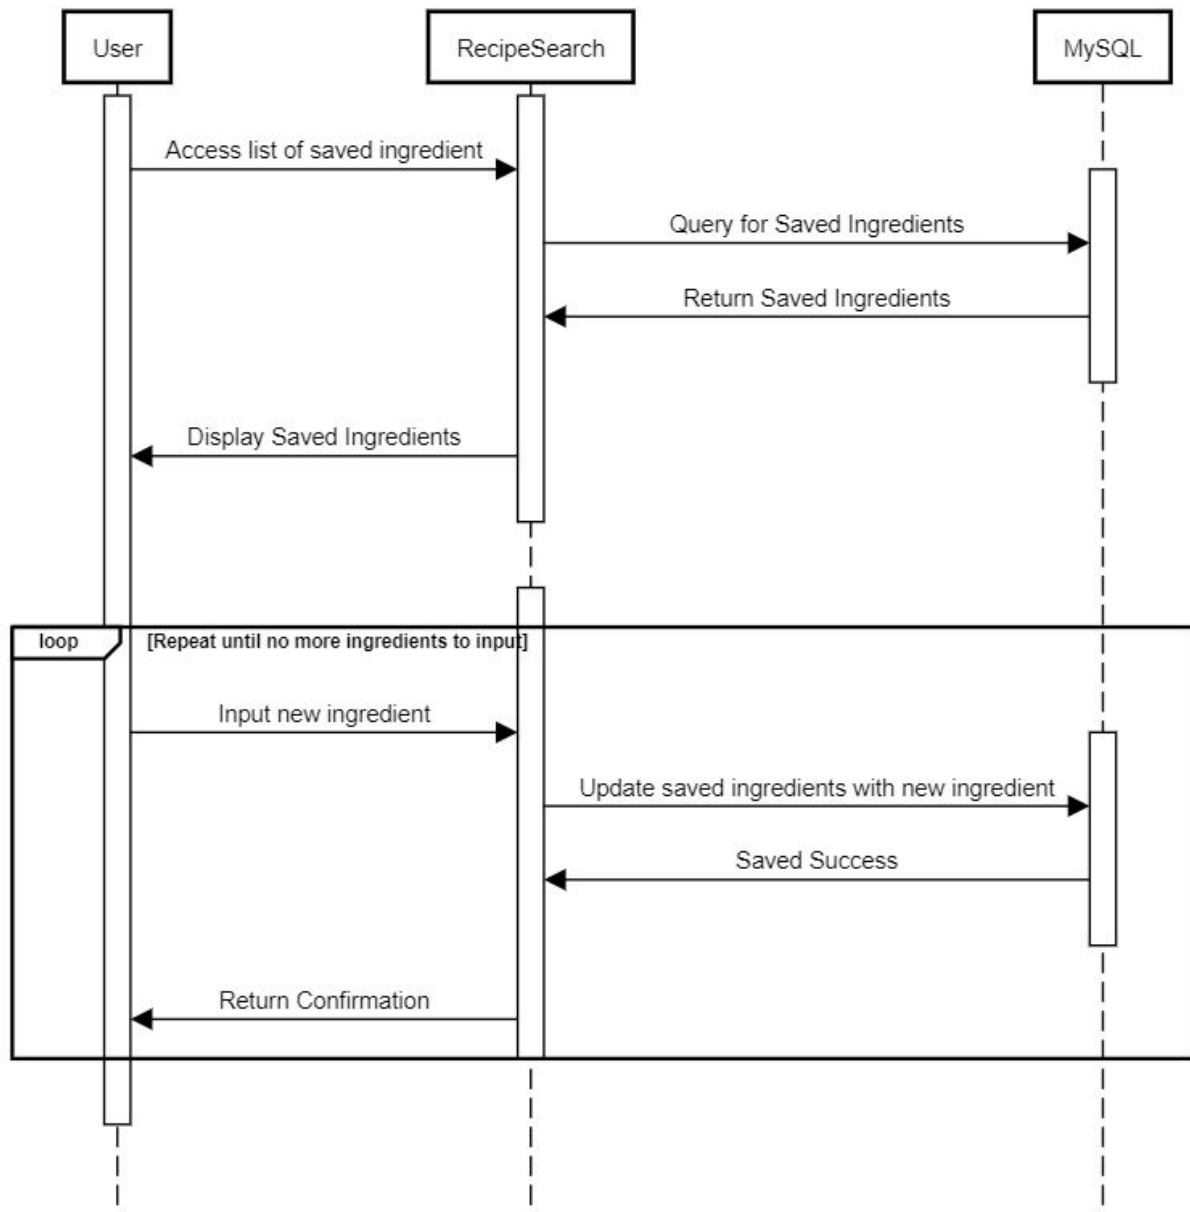 User
RecipeSearch
MySQL
Access list of saved ingredient
Query for Saved Ingredients
Return Saved Ingredients
Display Saved Ingredients
loop
[Repeat until no more ingredients to input]
Input new ingredient
Update saved ingredients with new ingredient
Saved Success
Return Confirmation